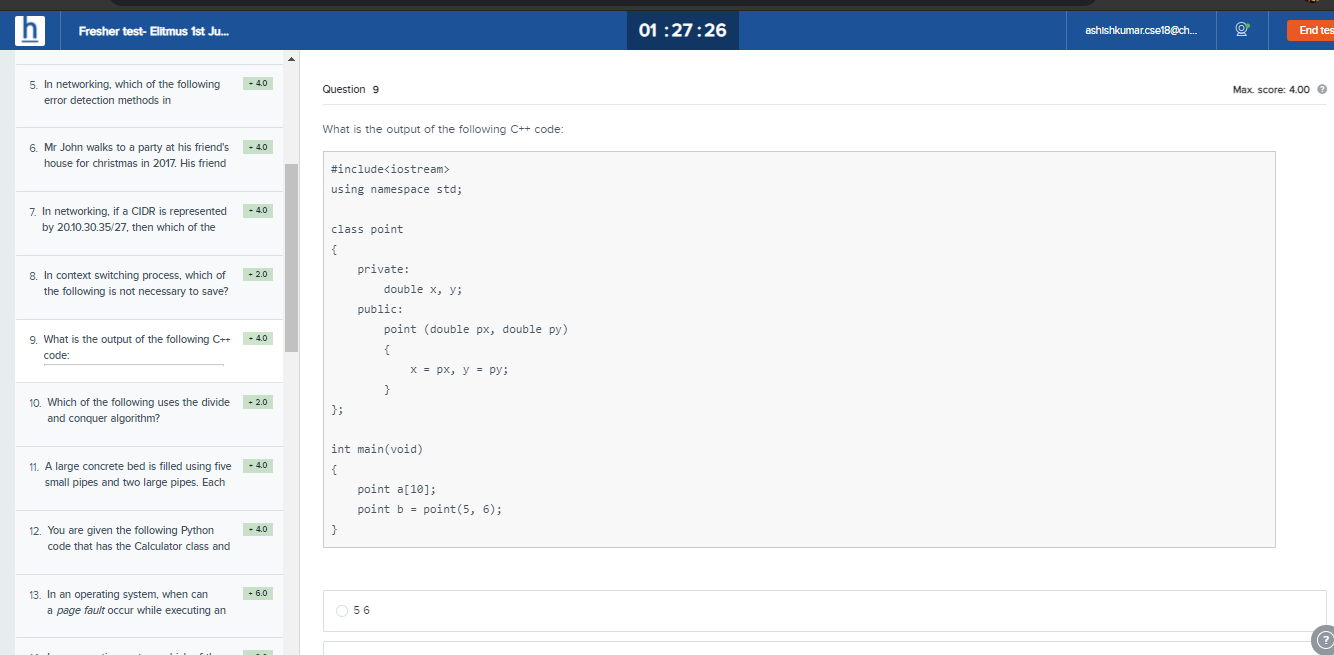 h
Fresher test- Elitmus 1st Ju...
01 :27:26
ashishkumar.cse18@ch...
End tes
5. In networking, which of the following
error detection methods in
+ 4.0
6. Mr John walks to a party at his friend's
house for christmas in 2017. His friend
+ 4.0
7. In networking, if a CIDR is represented
by 20.10.30.35/27, then which of the
+ 4.0
8. In context switching process, which of
the following is not necessary to save?
+ 2.0
9. What is the output of the following C++
code:
+ 4.0
10. Which of the following uses the divide
and conquer algorithm?
+ 2.0
11. A large concrete bed is filled using five
small pipes and two large pipes. Each
+ 4.0
12. You are given the following Python
code that has the Calculator class and
+ 4.0
13. In an operating system, when can
a page fault occur while executing an
+ 6.0
Question 9
Max. score: 4.00 ?
What is the output of the following C++ code:
#include<iostream>
using namespace std;
class point
{
private:
double x, y;
public:
point (double px, double py)
{
x = px, y = py;
}
};
int main(void)
{
point a[10];
point b = point(5, 6);
}
5 6
?